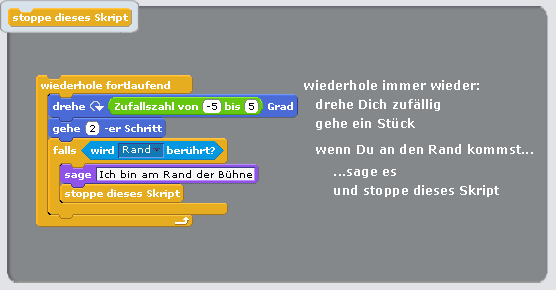 stoppe dieses Skript
wiederhole fortlaufend
drehe Zufallszahl von -5 bis 5 Grad
gehe 2 -er Schritt
falls wird Rand berührt?
sage Ich bin am Rand der Bühne
stoppe dieses Skript
wiederhole immer wieder:
drehe Dich zufällig
gehe ein Stück
wenn Du an den Rand kommst...
...sage es
und stoppe dieses Skript